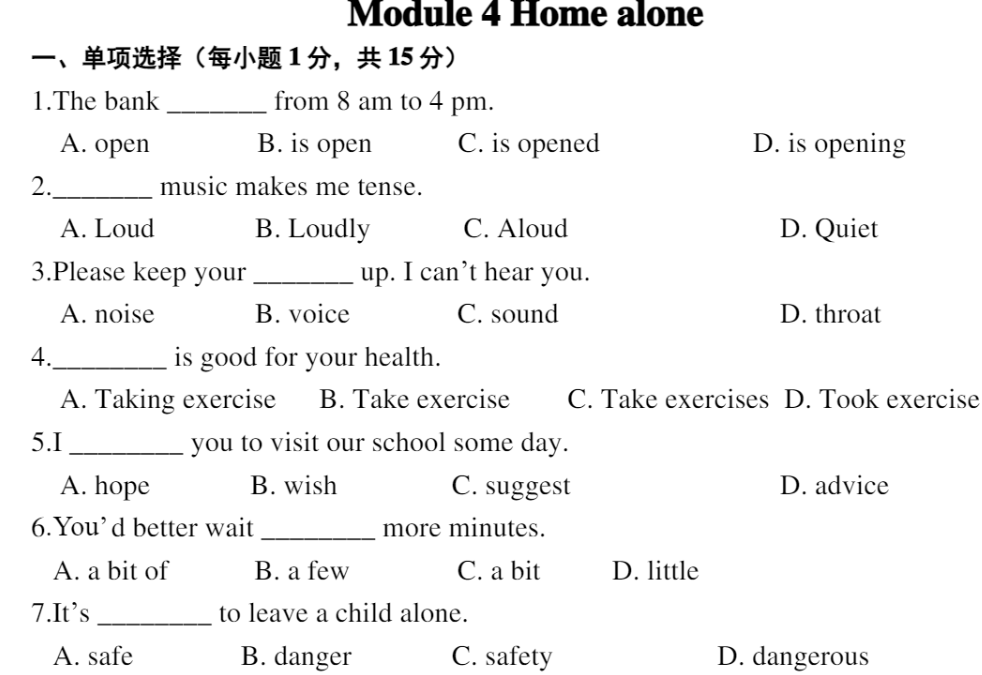 Module 4 Home alone
一、单项选择（每小题 1 分，共 15 分）
1.The bank _______ from 8 am to 4 pm.
A. open B. is open C. is opened D. is opening
2._______ music makes me tense.
A. Loud B. Loudly C. Aloud D. Quiet
3.Please keep your _______ up. I can't hear you.
A. noise B. voice C. sound D. throat
4.________ is good for your health.
A. Taking exercise B. Take exercise C. Take exercises D. Took exercise
5.I ________ you to visit our school some day.
A. hope B. wish C. suggest D. advice
6.You'd better wait ________ more minutes.
A. a bit of B. a few C. a bit D. little
7.It's ________ to leave a child alone.
A. safe B. danger C. safety D. dangerous